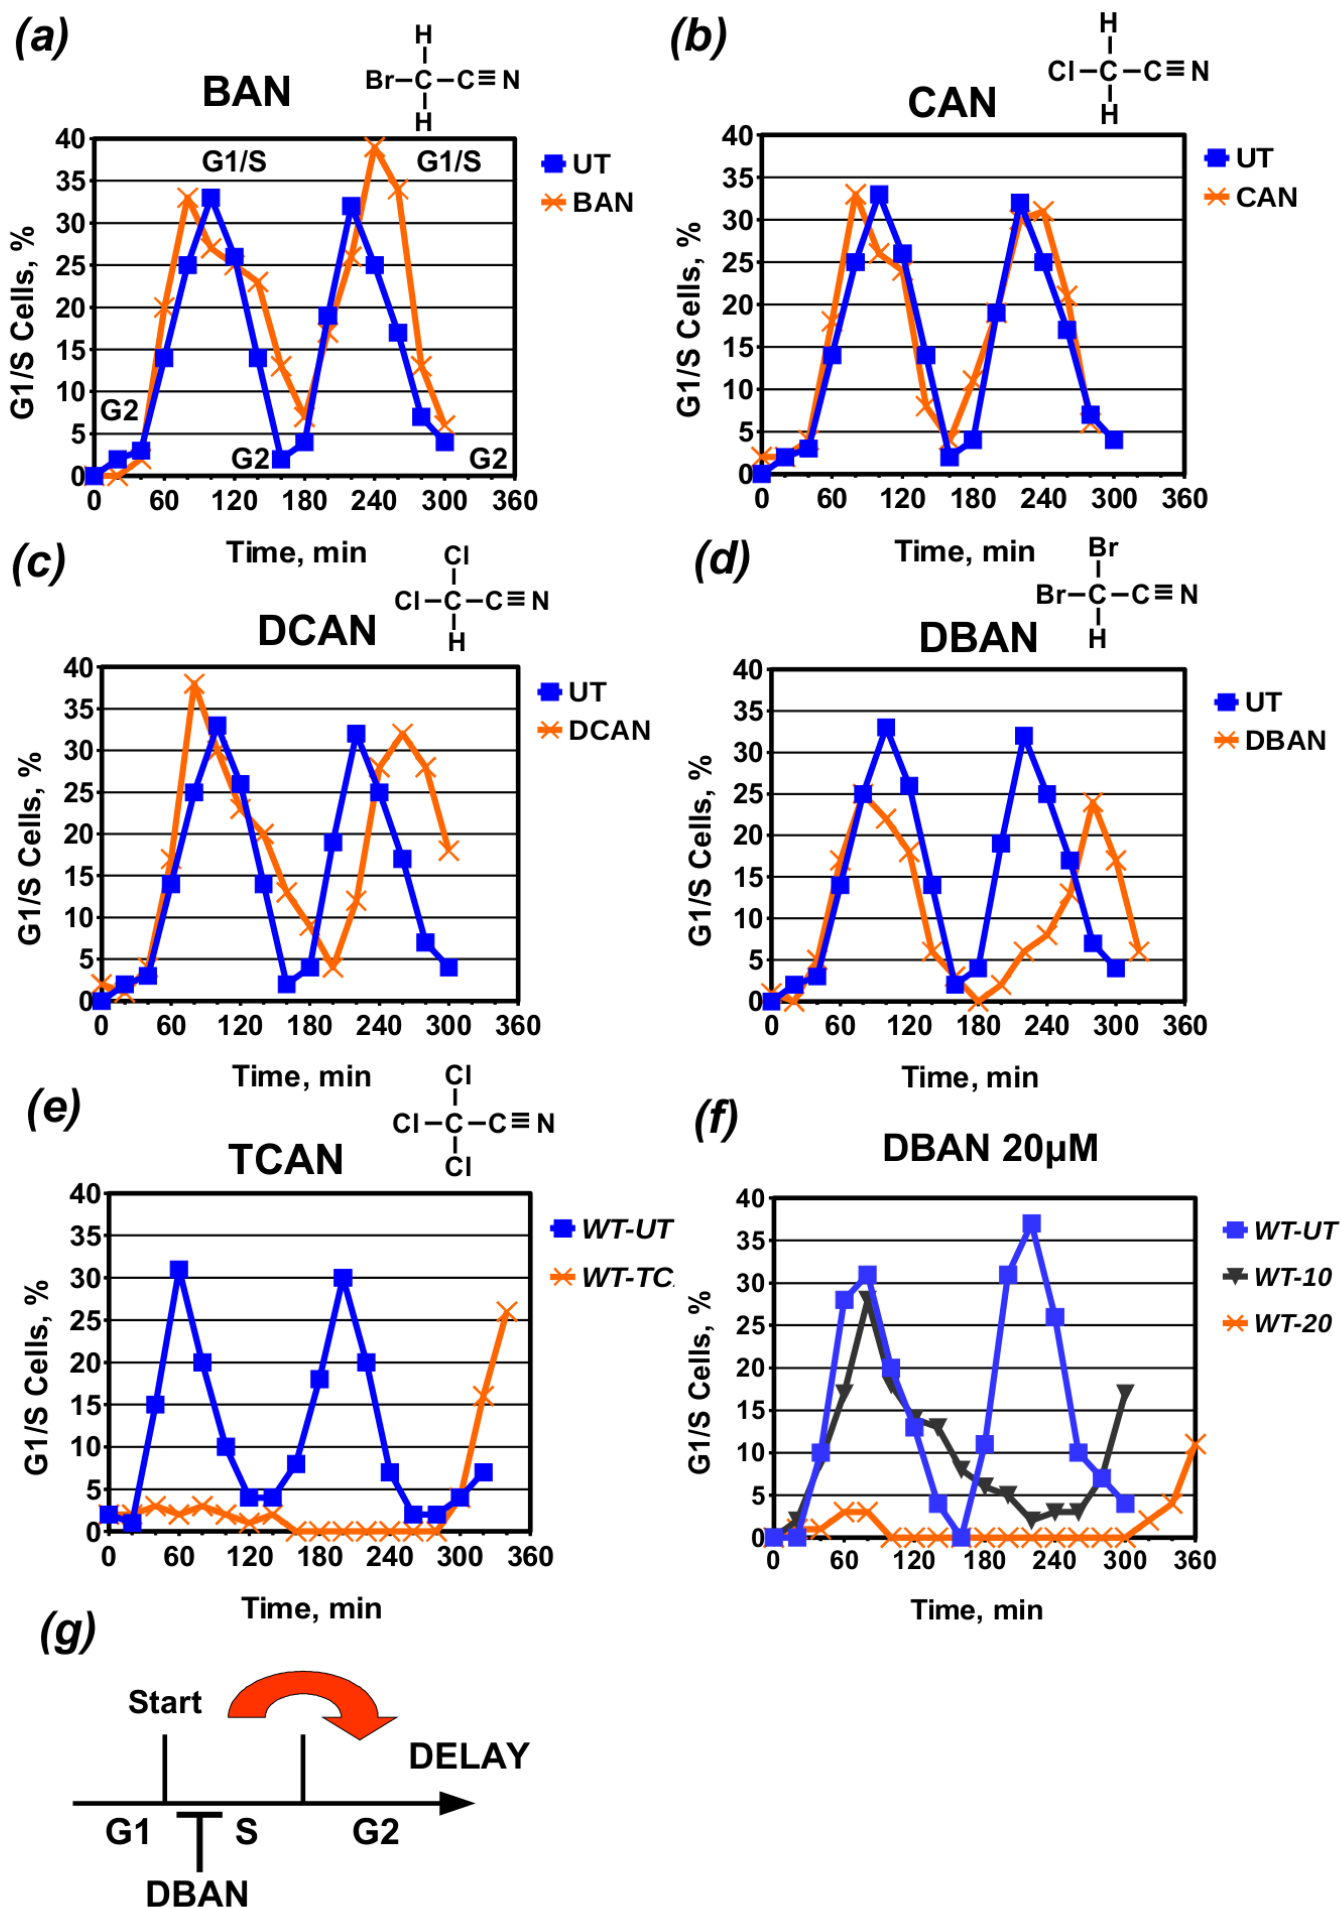 (a)
BAN
H
Br–C–C≡N
H
40
35
30
25
20
15
10
5
0
G1/S Cells, %
G1/S
G1/S
G2
G2
G2
0 60 120 180 240 300 360
Time, min
UT
BAN
(b)
CAN
H
Cl–C–C≡N
H
40
35
30
25
20
15
10
5
0
G1/S Cells, %
0 60 120 180 240 300 360
Time, min
UT
CAN
(c)
DCAN
Cl
Cl–C–C≡N
H
40
35
30
25
20
15
10
5
0
G1/S Cells, %
0 60 120 180 240 300 360
Time, min
UT
DCAN
(d)
DBAN
Br
Br–C–C≡N
H
40
35
30
25
20
15
10
5
0
G1/S Cells, %
0 60 120 180 240 300 360
Time, min
UT
DBAN
(e)
TCAN
Cl
Cl–C–C≡N
Cl
40
35
30
25
20
15
10
5
0
G1/S Cells, %
0 60 120 180 240 300 360
Time, min
WT-UT
WT-TC
(f)
DBAN 20µM
40
35
30
25
20
15
10
5
0
G1/S Cells, %
0 60 120 180 240 300 360
Time, min
WT-UT
WT-10
WT-20
(g)
Start
DELAY
G1 S G2
DBAN